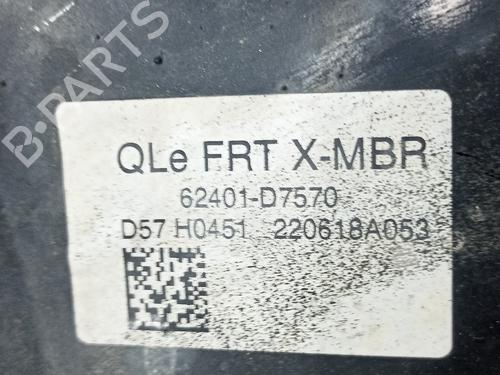 B-PARTS
QLe FRT X-MBR
62401-D7570
D57 H0451 220618A053